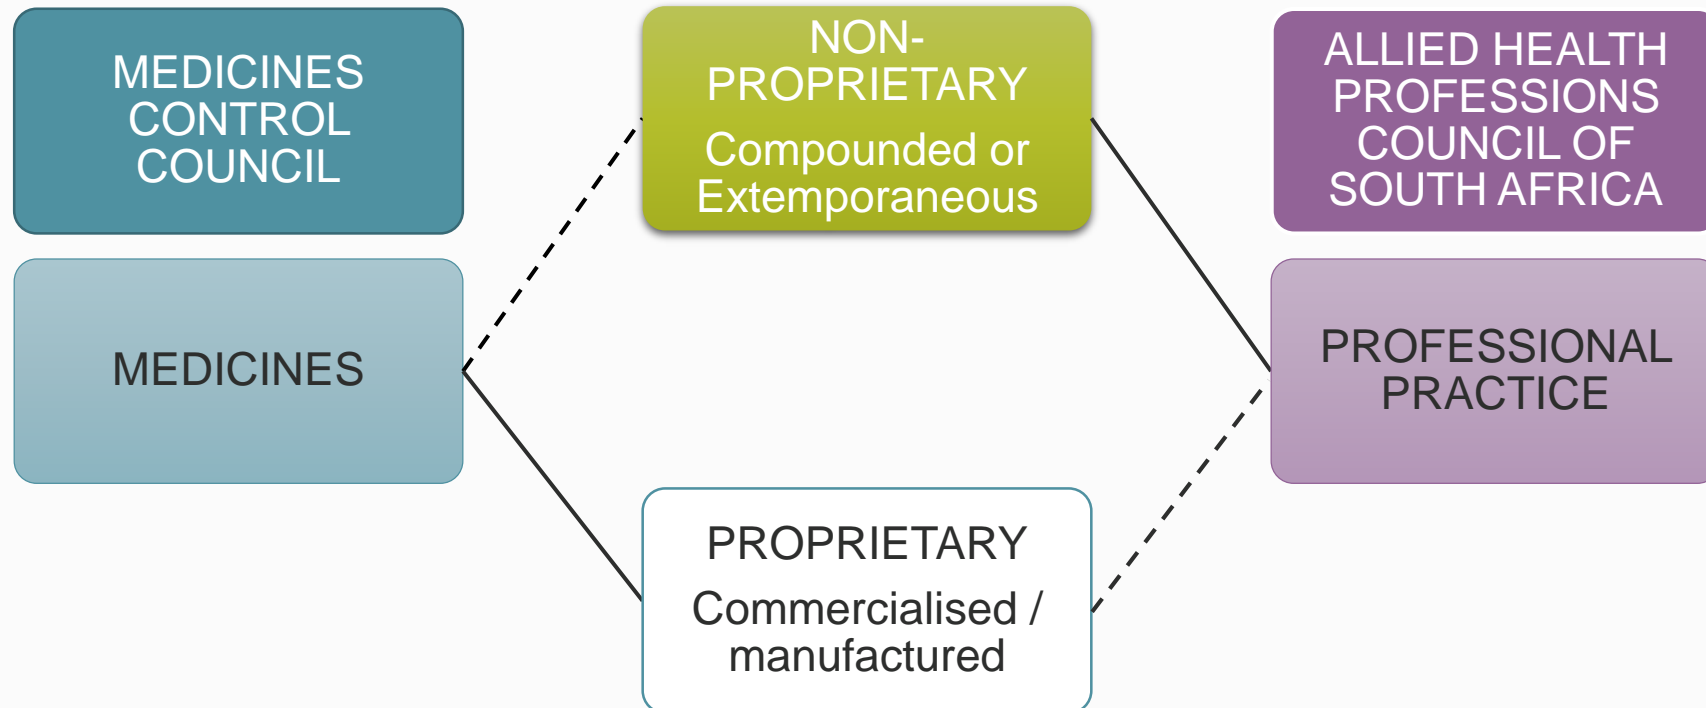 MEDICINES
CONTROL
COUNCIL
MEDICINES
NON-
PROPRIETARY
Compounded or
Extemporaneous
PROPRIETARY
Commercialised /
manufactured
ALLIED HEALTH
PROFESSIONS
COUNCIL OF
SOUTH AFRICA
PROFESSIONAL
PRACTICE